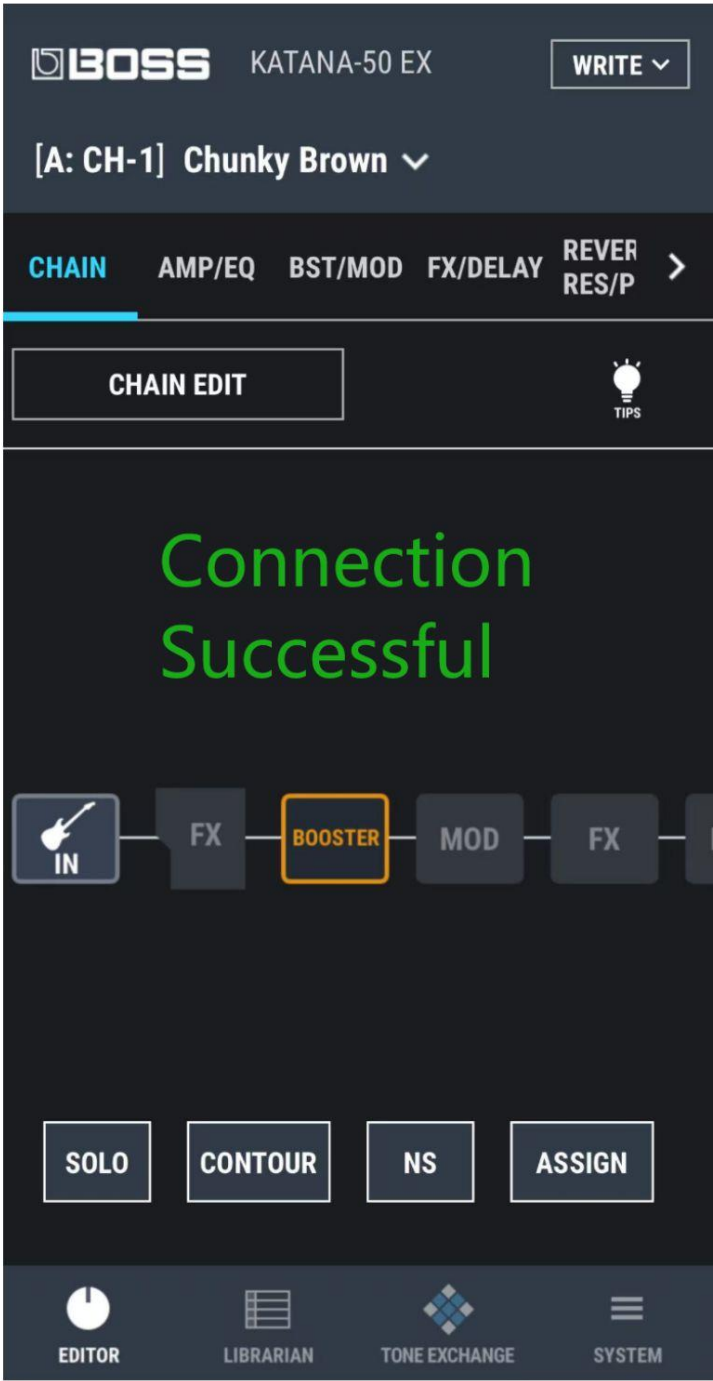 BOSS KATANA-50 EX WRITE
[A: CH-1] Chunky Brown
CHAIN AMP/EQ BST/MOD FX/DELAY REVER
RES/P
CHAIN EDIT
TIPS
Connection
Successful
IN FX BOOSTER MOD FX
SOLO CONTOUR NS ASSIGN
EDITOR LIBRARIAN TONE EXCHANGE SYSTEM